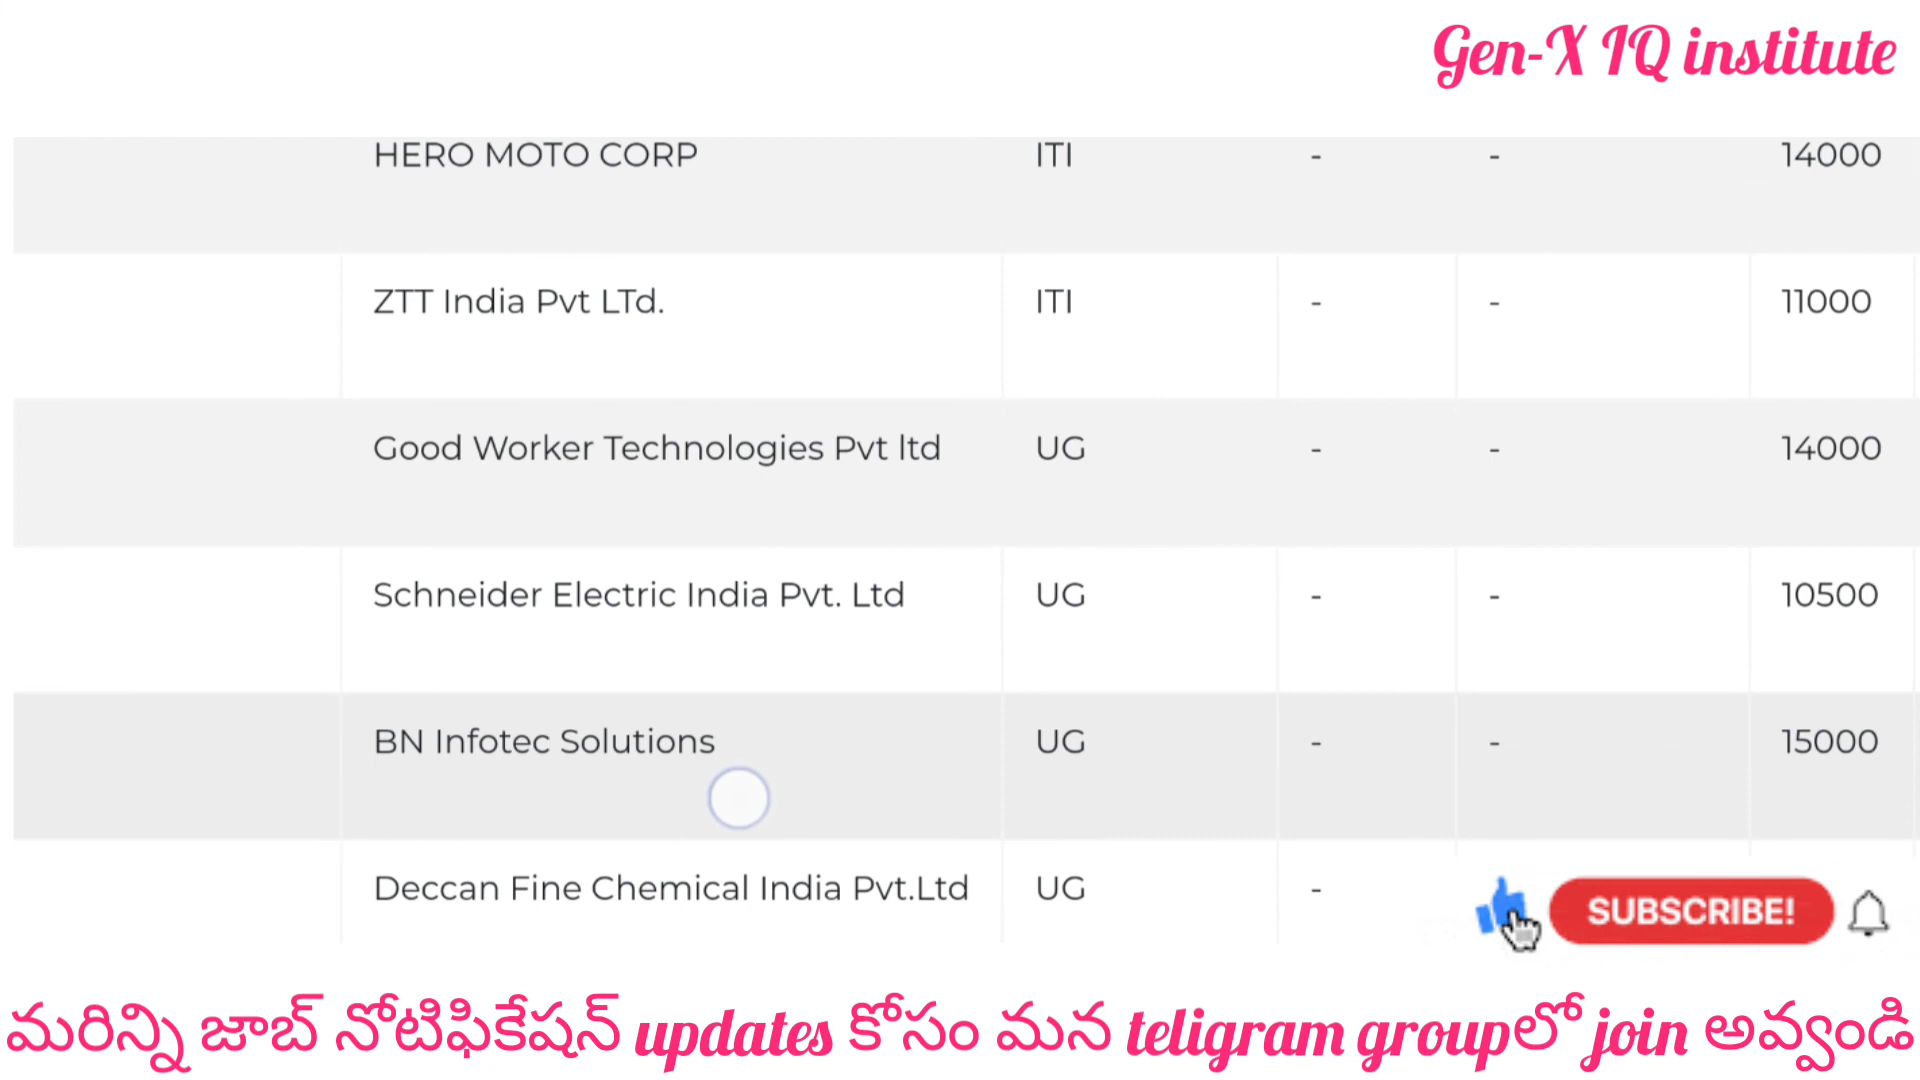 Gen-X IQ institute
HERO MOTO CORP ITI - - 14000
ZTT India Pvt LTd. ITI - - 11000
Good Worker Technologies Pvt ltd UG - - 14000
Schneider Electric India Pvt. Ltd UG - - 10500
BN Infotec Solutions UG - - 15000
Deccan Fine Chemical India Pvt.Ltd UG -
SUBSCRIBE!
మరిన్ని జాబ్ నోటిఫికేషన్ updates కోసం మన teligram groupలో join అవ్వండి